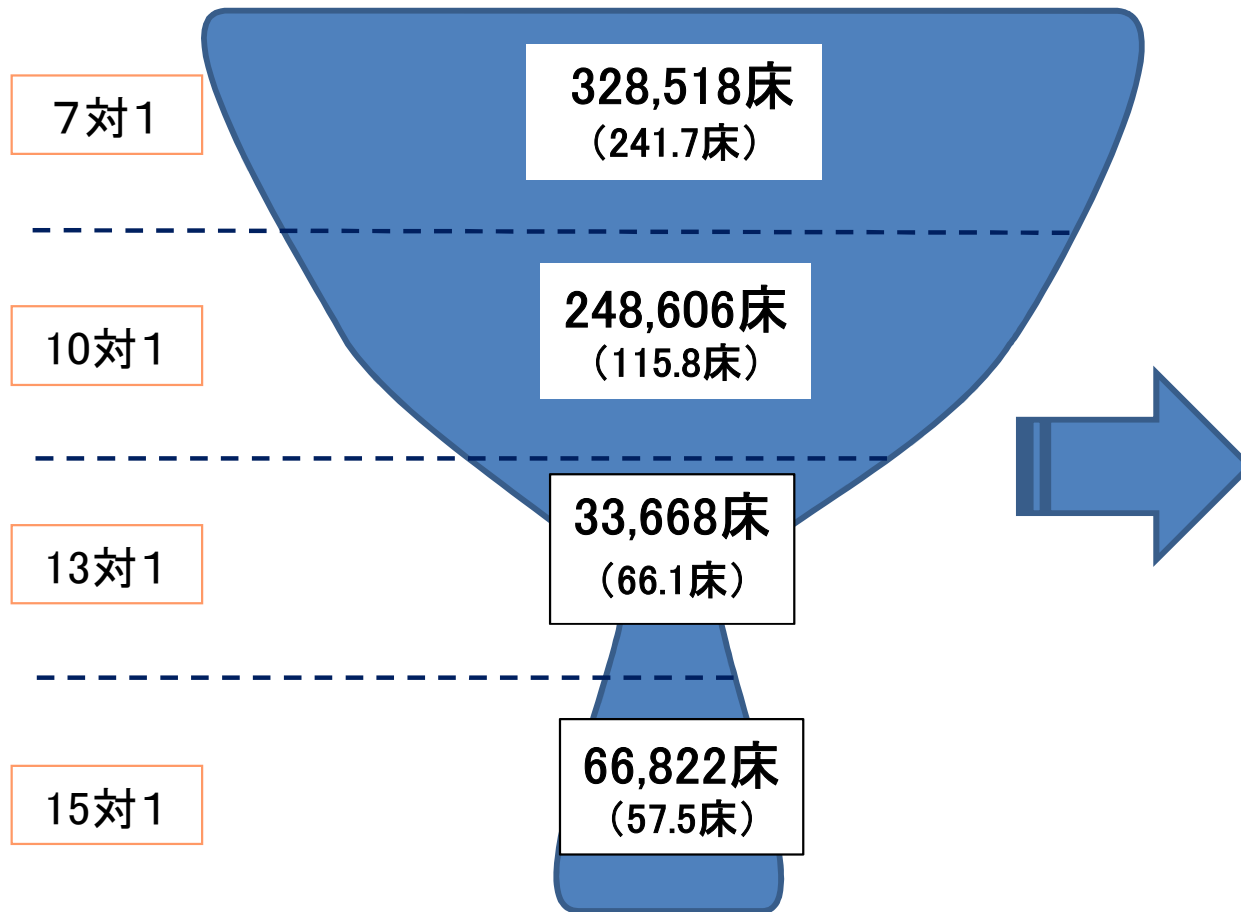 ７対１
328,518床
（241.7床）
10対１
248,606床
（115.8床）
13対１
33,668床
（66.1床）
15対１
66,822床
（57.5床）